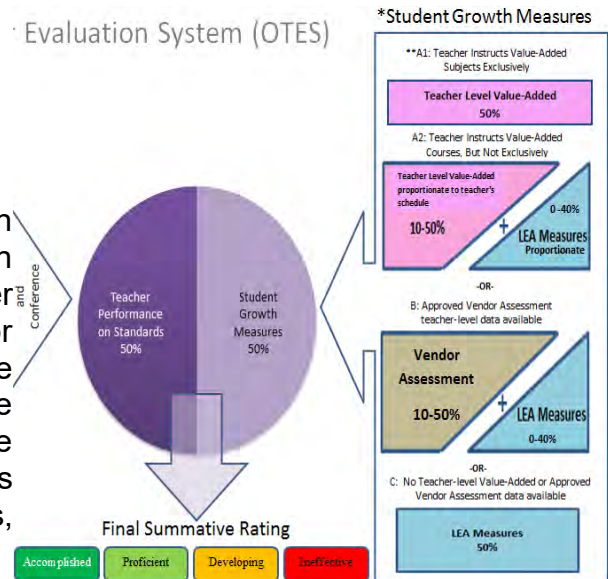 Evaluation System (OTES)
and
Conference
Teacher
Performance
on Standards
50%
Student
Growth
Measures
50%
Final Summative Rating
Accomplished
Proficient
Developing
Ineffective
*Student Growth Measures
**A1: Teacher Instructs Value-Added
Subjects Exclusively
Teacher Level Value-Added
50%
A2: Teacher Instructs Value-Added
Courses, But Not Exclusively
Teacher Level Value-Added
proportionate to teacher's
schedule
10-50%
+
0-40%
LEA Measures
Proportionate
-OR-
B: Approved Vendor Assessment
teacher-level data available
Vendor
Assessment
10-50%
+
LEA Measures
0-40%
-OR-
C: No Teacher-level Value-Added or Approved
Vendor Assessment data available
LEA Measures
50%